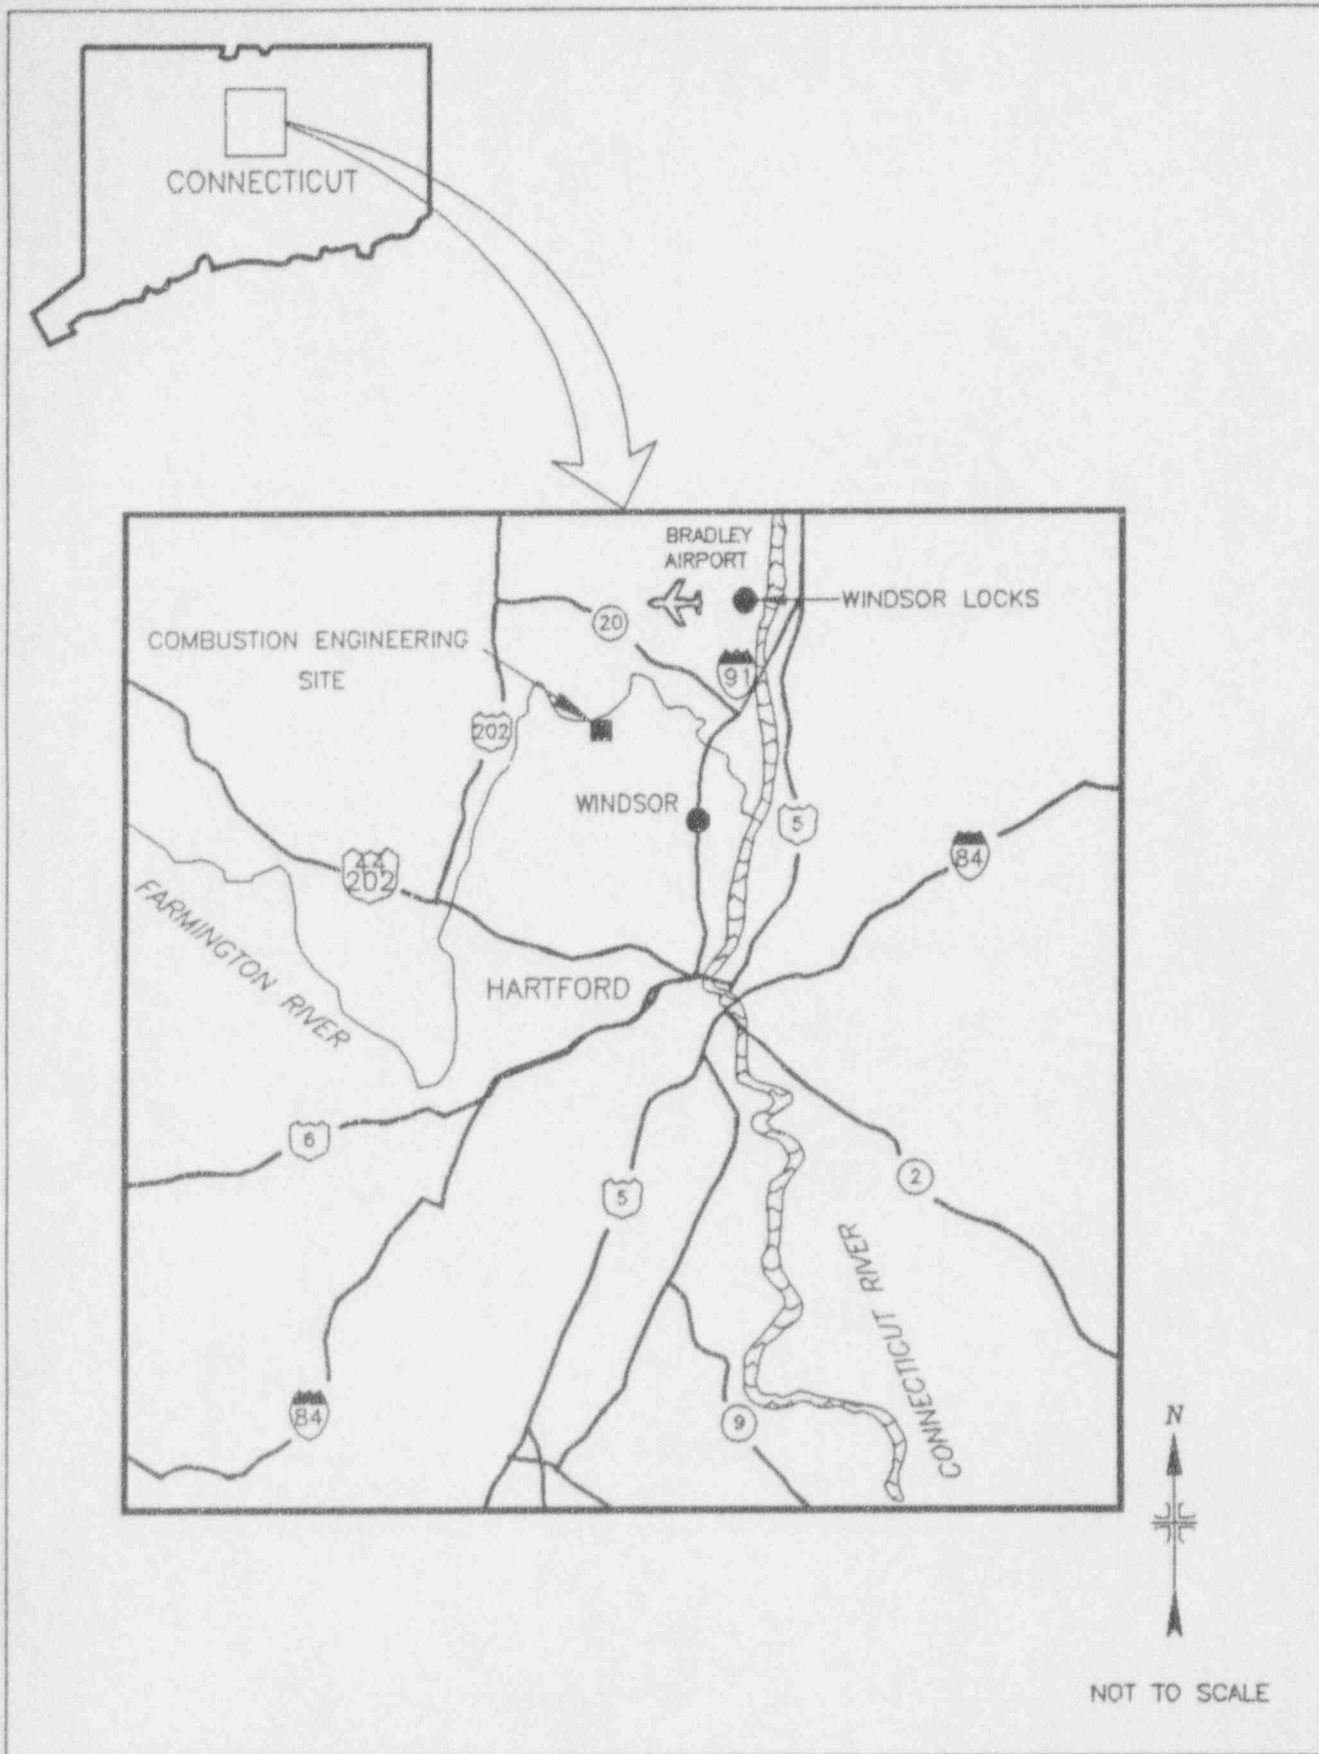 CONNECTICUT
BRADLEY
AIRPORT
WINDSOR LOCKS
20
COMBUSTION ENGINEERING
SITE
91
202
WINDSOR
5
84
44
202
FARMINGTON RIVER
HARTFORD
6
5
2
CONNECTICUT RIVER
84
9
N
NOT TO SCALE